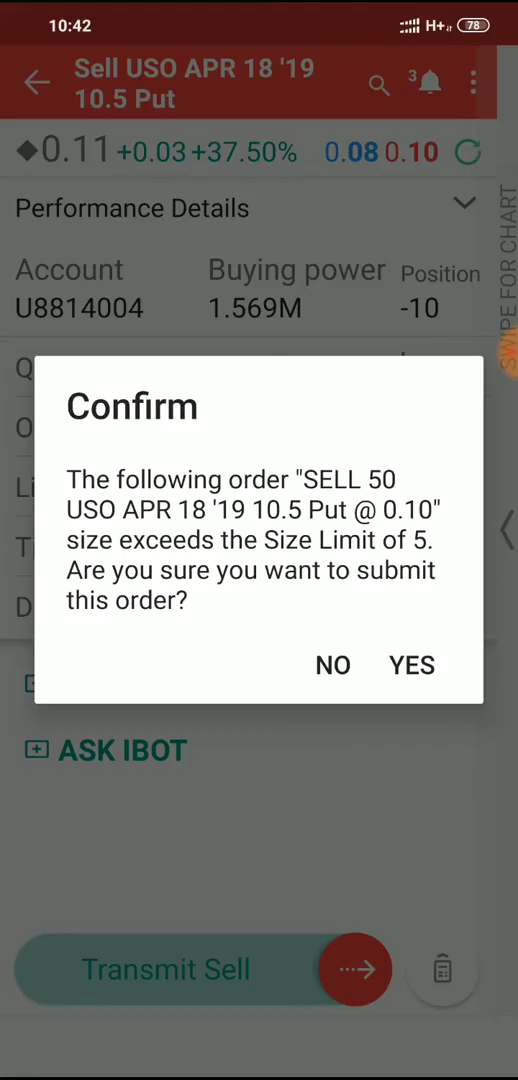 10:42
H+ 78
Sell USO APR 18 '19
10.5 Put
3
0.11 +0.03 +37.50% 0.08 0.10
Performance Details
Account Buying power Position
U8814004 1.569M -10
SWIPE FOR CHART
Q
O
Li
T
D
Confirm
The following order "SELL 50
USO APR 18 '19 10.5 Put @ 0.10"
size exceeds the Size Limit of 5.
Are you sure you want to submit
this order?
NO YES
ASK IBOT
Transmit Sell